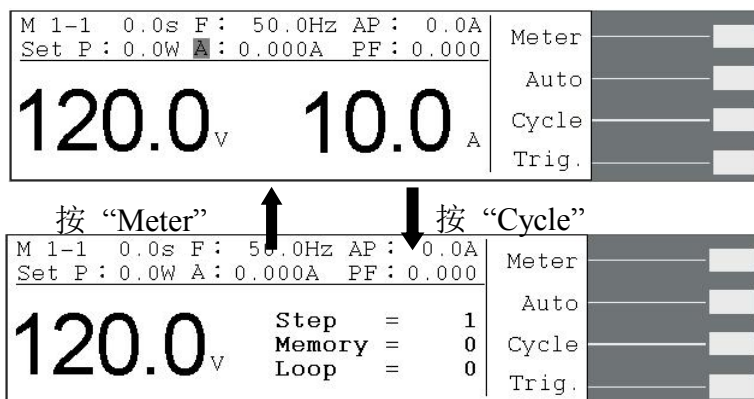 M 1-1 0.0s F: 50.0Hz AP: 0.0A
Set P: 0.0W A: 0.000A PF: 0.000
120.0V 10.0 A
Meter
Auto
Cycle
Trig.
按 “Meter” 按 “Cycle”
M 1-1 0.0s F: 50.0Hz AP: 0.0A
Set P: 0.0W A: 0.000A PF: 0.000
120.0V
Step = 1
Memory = 0
Loop = 0
Meter
Auto
Cycle
Trig.